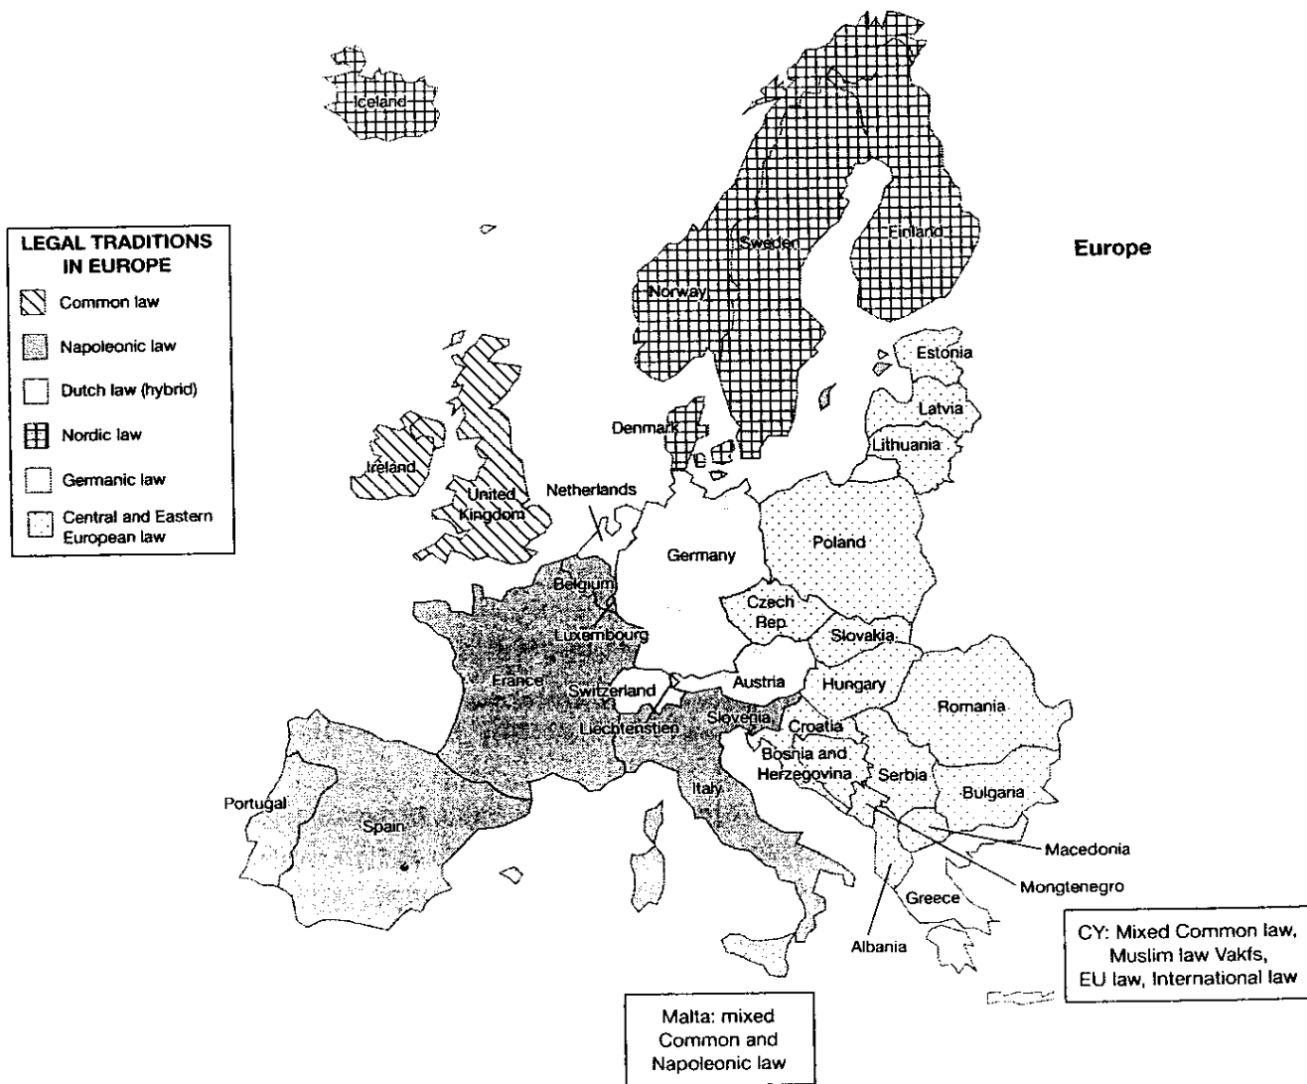 Iceland
LEGAL TRADITIONS
IN EUROPE
Common law
Napoleonic law
Dutch law (hybrid)
Nordic law
Germanic law
Central and Eastern
European law
Europe
Sweden
Finland
Norway
Estonia
Latvia
Lithuania
Denmark
Ireland
United
Kingdom
Netherlands
Germany
Poland
Belgium
Czech
Rep.
Luxembourg
Slovakia
France
Switzerland
Austria
Hungary
Romania
Liechtenstien
Slovenia
Croatia
Bosnia and
Herzegovina
Serbia
Bulgaria
Italy
Portugal
Spain
Macedonia
Mongtenegro
Greece
Albania
CY: Mixed Common law,
Muslim law Vakfs,
EU law, International law
Malta: mixed
Common and
Napoleonic law